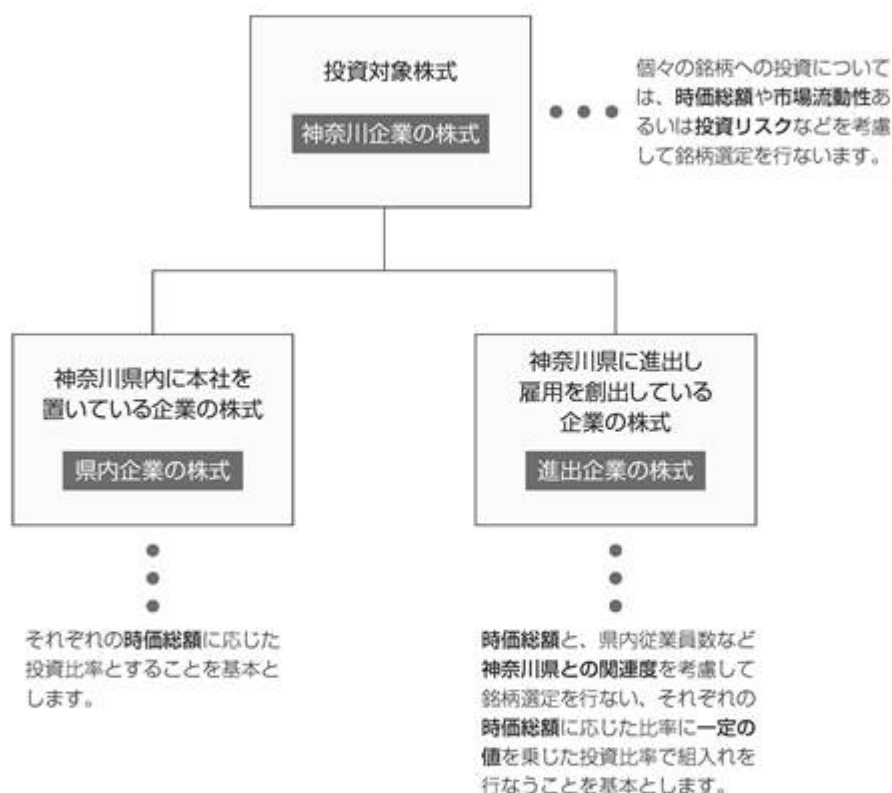 投資対象株式
神奈川企業の株式
個々の銘柄への投資について
は、時価総額や市場流動性あ
るいは投資リスクなどを考慮
して銘柄選定を行ないます。
神奈川県内に本社を
置いている企業の株式
県内企業の株式
神奈川県に進出し
雇用を創出している
企業の株式
進出企業の株式
それぞれの時価総額に応じた
投資比率とすることを基本と
します。
時価総額と、県内従業員数など
神奈川県との関連度を考慮して
銘柄選定を行ない、それぞれの
時価総額に応じた比率に一定の
値を乗じた投資比率で組入れを
行なうことを基本とします。